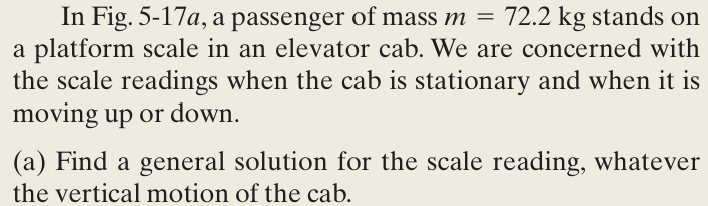 In Fig. 5-17a, a passenger of mass m = 72.2 kg stands on
a platform scale in an elevator cab. We are concerned with
the scale readings when the cab is stationary and when it is
moving up or down.
(a) Find a general solution for the scale reading, whatever
the vertical motion of the cab.